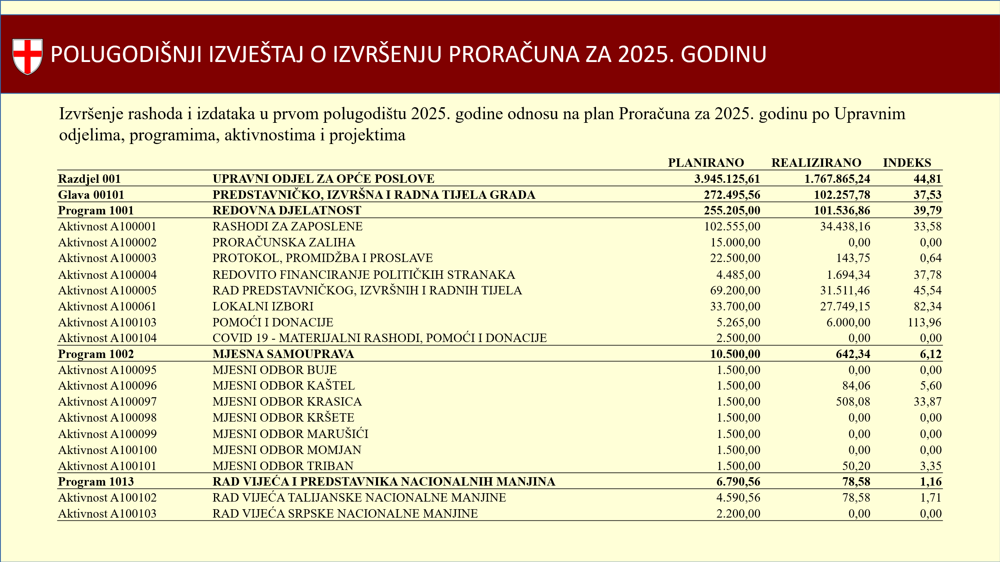 POLUGODIŠNJI IZVJEŠTAJ O IZVRŠENJU PRORAČUNA ZA 2025. GODINU
Izvršenje rashoda i izdataka u prvom polugodištu 2025. godine odnosu na plan Proračuna za 2025. godinu po Upravnim
odjelima, programima, aktivnostima i projektima
PLANIRANO REALIZIRANO INDEKS
Razdjel 001 UPRAVNI ODJEL ZA OPĆE POSLOVE 3.945.125,61 1.767.865,24 44,81
Glava 00101 PREDSTAVNIČKO, IZVRŠNA I RADNA TIJELA GRADA 272.495,56 102.257,78 37,53
Program 1001 REDOVNA DJELATNOST 255.205,00 101.536,86 39,79
Aktivnost A100001 RASHODI ZA ZAPOSLENE 102.555,00 34.438,16 33,58
Aktivnost A100002 PRORAČUNSKA ZALIHA 15.000,00 0,00 0,00
Aktivnost A100003 PROTOKOL, PROMIDŽBA I PROSLAVE 22.500,00 143,75 0,64
Aktivnost A100004 REDOVITO FINANCIRANJE POLITIČKIH STRANAKA 4.485,00 1.694,34 37,78
Aktivnost A100005 RAD PREDSTAVNIČKOG, IZVRŠNIH I RADNIH TIJELA 69.200,00 31.511,46 45,54
Aktivnost A100061 LOKALNI IZBORI 33.700,00 27.749,15 82,34
Aktivnost A100103 POMOĆI I DONACIJE 5.265,00 6.000,00 113,96
Aktivnost A100104 COVID 19 - MATERIJALNI RASHODI, POMOĆI I DONACIJE 2.500,00 0,00 0,00
Program 1002 MJESNA SAMOUPRAVA 10.500,00 642,34 6,12
Aktivnost A100095 MJESNI ODBOR BUJE 1.500,00 0,00 0,00
Aktivnost A100096 MJESNI ODBOR KAŠTEL 1.500,00 84,06 5,60
Aktivnost A100097 MJESNI ODBOR KRASICA 1.500,00 508,08 33,87
Aktivnost A100098 MJESNI ODBOR KRŠETE 1.500,00 0,00 0,00
Aktivnost A100099 MJESNI ODBOR MARUŠIĆI 1.500,00 0,00 0,00
Aktivnost A100100 MJESNI ODBOR MOMJAN 1.500,00 0,00 0,00
Aktivnost A100101 MJESNI ODBOR TRIBAN 1.500,00 50,20 3,35
Program 1013 RAD VIJEĆA I PREDSTAVNIKA NACIONALNIH MANJINA 6.790,56 78,58 1,16
Aktivnost A100102 RAD VIJEĆA TALIJANSKE NACIONALNE MANJINE 4.590,56 78,58 1,71
Aktivnost A100103 RAD VIJEĆA SRPSKE NACIONALNE MANJINE 2.200,00 0,00 0,00